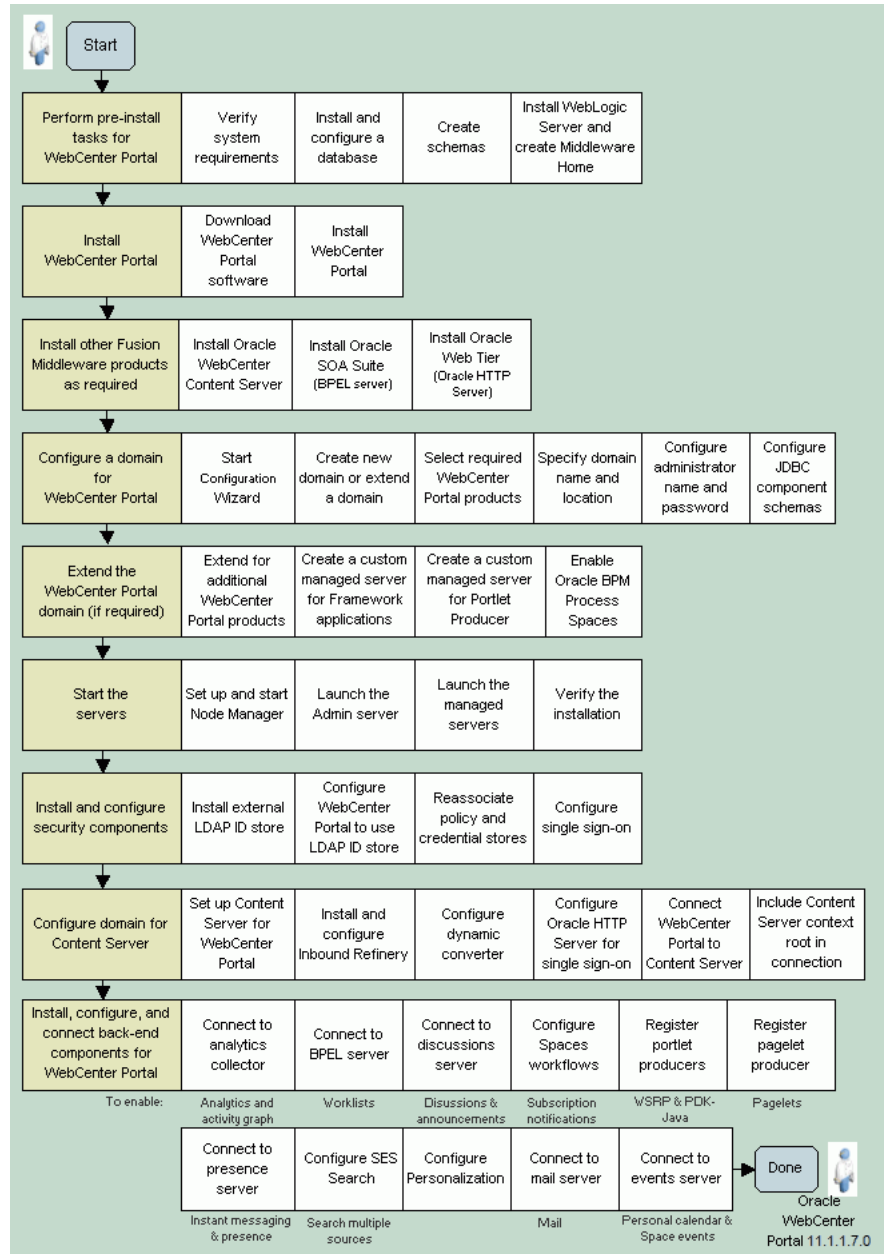 Start
Perform pre-install
tasks for
WebCenter Portal
Verify
system
requirements
Install and
configure a
database
Create
schemas
Install WebLogic
Server and
create Middleware
Home
Install
WebCenter Portal
Download
WebCenter
Portal
software
Install
WebCenter
Portal
Install other Fusion
Middleware products
as required
Install Oracle
WebCenter
Content Server
Install Oracle
SOA Suite
(BPEL server)
Install Oracle
Web Tier
(Oracle HTTP
Server)
Configure a domain
for
WebCenter Portal
Start
Configuration
Wizard
Create new
domain or extend
a domain
Select required
WebCenter
Portal products
Specify domain
name and
location
Configure
administrator
name and
password
Configure
JDBC
component
schemas
Extend the
WebCenter Portal
domain (if required)
Extend for
additional
WebCenter
Portal products
Create a custom
managed server
for Framework
applications
Create a custom
managed server
for Portlet
Producer
Enable
Oracle BPM
Process
Spaces
Start the
servers
Set up and start
Node Manager
Launch the
Admin server
Launch the
managed
servers
Verify the
installation
Install and configure
security components
Install external
LDAP ID store
Configure
WebCenter
Portal to use
LDAP ID store
Reassociate
policy and
credential stores
Configure
single sign-on
Configure domain for
Content Server
Set up Content
Server for
WebCenter
Portal
Install and
configure
Inbound Refinery
Configure
dynamic
converter
Configure
Oracle HTTP
Server for
single sign-on
Connect
WebCenter
Portal to
Content Server
Include Content
Server context
root in
connection
Install, configure, and
connect back-end
components for
WebCenter Portal
Connect to
analytics
collector
Connect to
BPEL server
Connect to
discussions
server
Configure
Spaces
workflows
Register
portlet
producers
Register
pagelet
producer
To enable:
Analytics and
activity graph
Worklists
Disussions &
announcements
Subscription
notifications
WSRP & PDK-
Java
Pagelets
Connect to
presence
server
Configure SES
Search
Configure
Personalization
Connect to
mail server
Connect to
events server
Done
Instant messaging
& presence
Search multiple
sources
Mail
Personal calendar &
Space events
Oracle
WebCenter
Portal 11.1.1.7.0